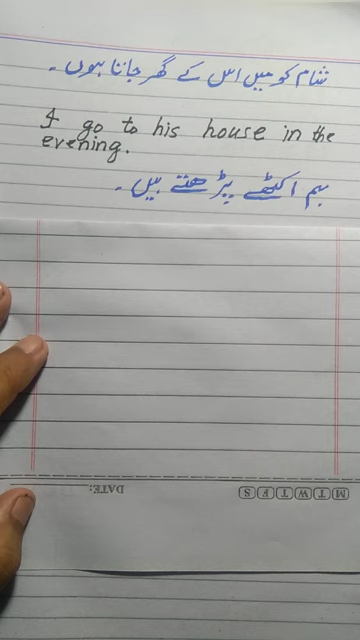 شام کو میں اس کے گھر جاتا ہوں۔
I go to his house in the
evening.
ہم اکٹھے پڑھتے ہیں۔
DATE:
M T W T F S